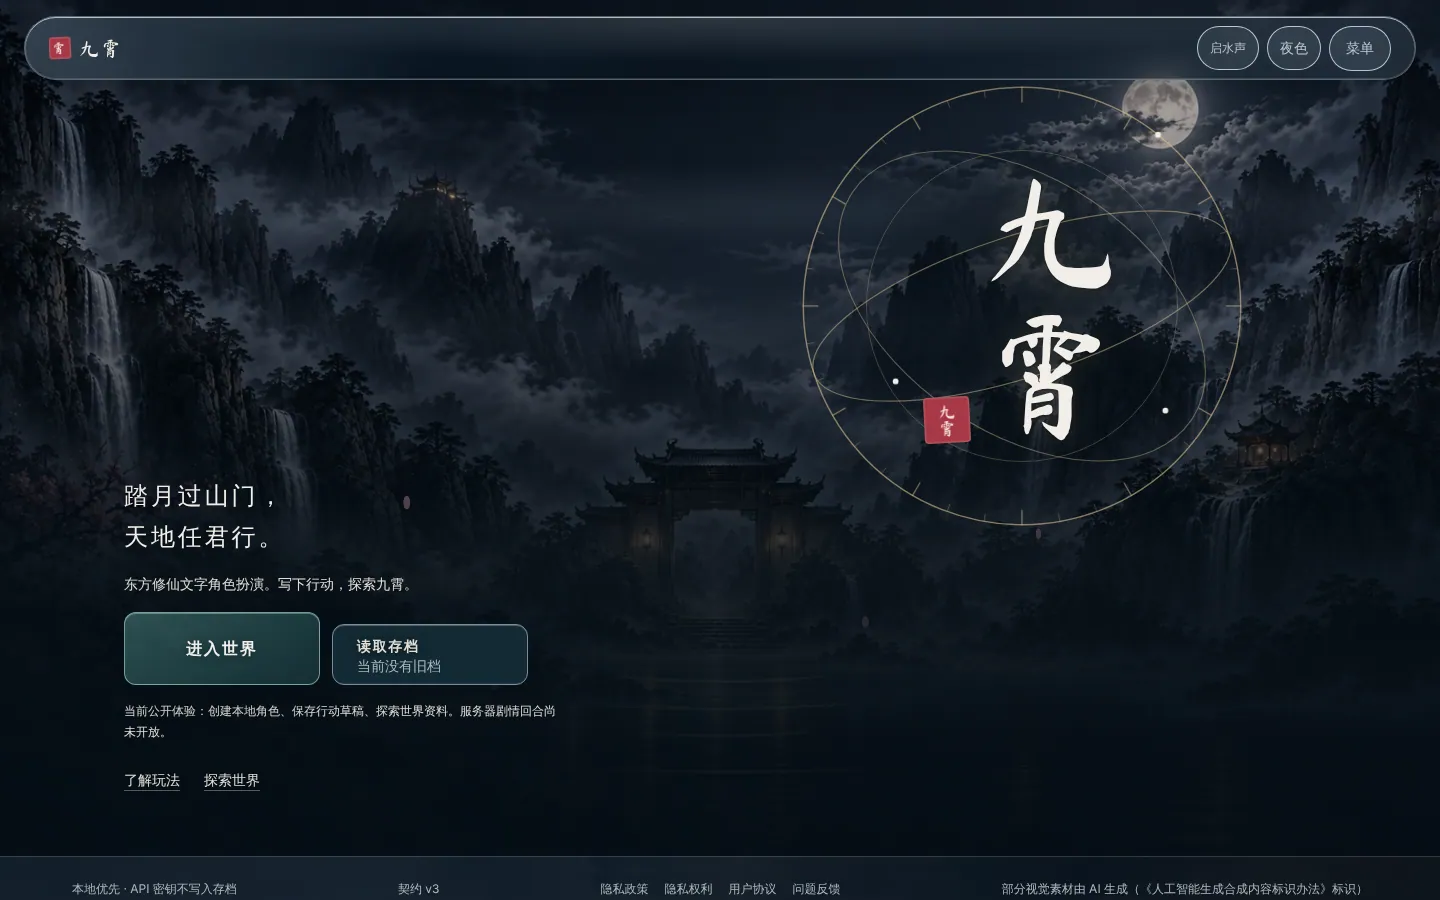 霄 九霄
启水声 夜色 菜单
九
霄
九
霄
踏月过山门，
天地任君行。
东方修仙文字角色扮演。写下行动，探索九霄。
进入世界
读取存档
当前没有旧档
当前公开体验：创建本地角色、保存行动草稿、探索世界资料。服务器剧情回合尚
未开放。
了解玩法 探索世界
本地优先 · API 密钥不写入存档 契约 v3 隐私政策 隐私权利 用户协议 问题反馈 部分视觉素材由 AI 生成（《人工智能生成合成内容标识办法》标识）